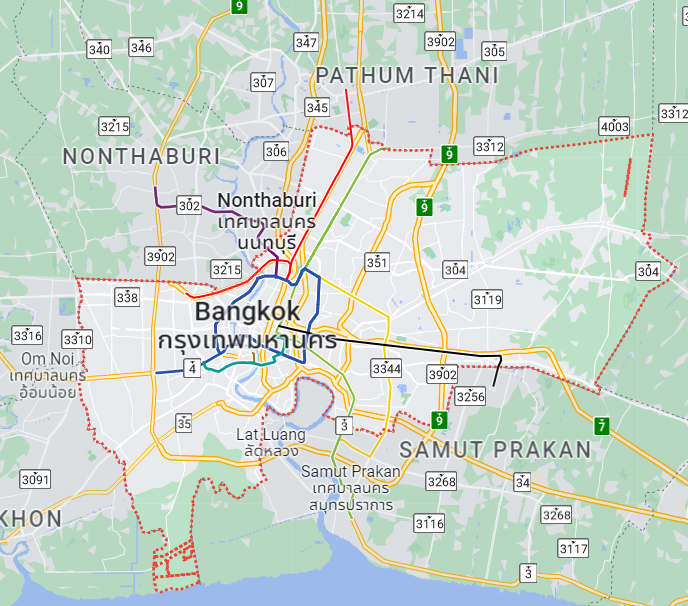 9
3214
340
346
347
3902
305
PATHUM THANI
307
345
3215
4003
3312
NONTHABURI
306
3312
9
Nonthaburi
เทศบาลนคร
นนทบุรี
302
9
3902
3215
351
304
304
338
3119
Bangkok
กรุงเทพมหานคร
3316
3310
Om Noi
เทศบาลนคร
อ้อมน้อย
4
3344
3902
3256
35
3
9
7
Lat Luang
ลัดหลวง
SAMUT PRAKAN
Samut Prakan
เทศบาลนคร
สมุทรปราการ
3091
3268
34
KHON
3116
3268
3117
3